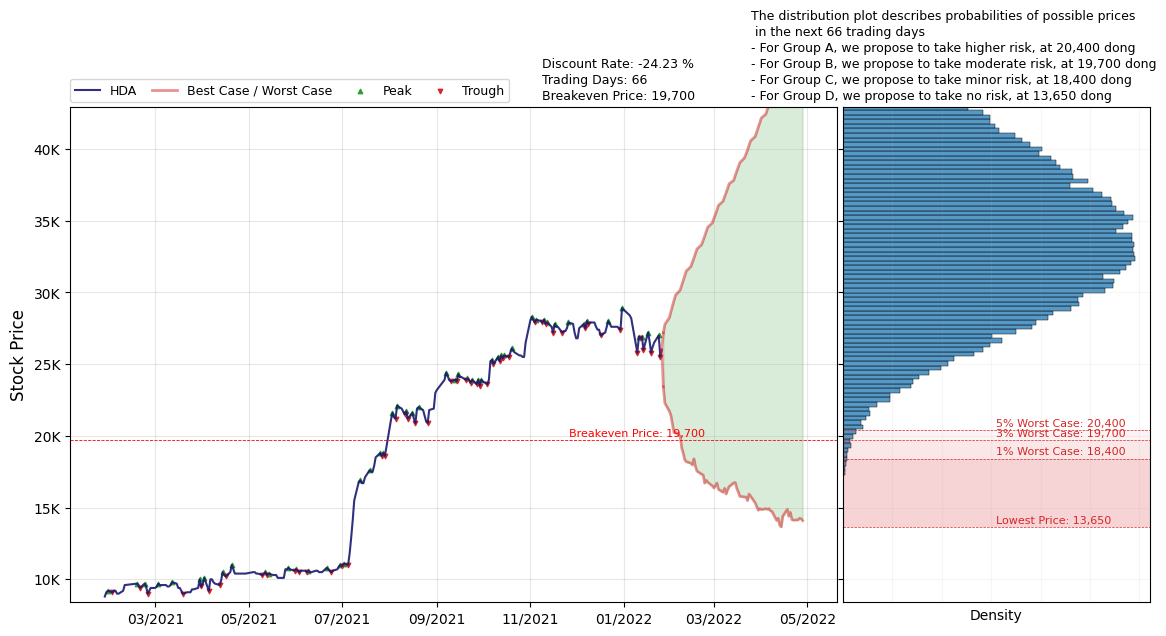 The distribution plot describes probabilities of possible prices
in the next 66 trading days
- For Group A, we propose to take higher risk, at 20,400 dong
- For Group B, we propose to take moderate risk, at 19,700 dong
- For Group C, we propose to take minor risk, at 18,400 dong
- For Group D, we propose to take no risk, at 13,650 dong
Discount Rate: -24.23 %
Trading Days: 66
Breakeven Price: 19,700
HDA
Best Case / Worst Case
Peak
Trough
Stock Price
40K
35K
30K
25K
20K
15K
10K
Breakeven Price: 19,700
5% Worst Case: 20,400
3% Worst Case: 19,700
1% Worst Case: 18,400
Lowest Price: 13,650
03/2021
05/2021
07/2021
09/2021
11/2021
01/2022
03/2022
05/2022
Density